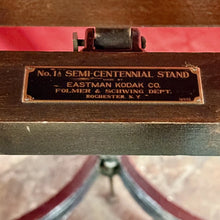 No. 1A SEMI-CENTENNIAL STAND
MADE BY
EASTMAN KODAK CO.
FOLMER & SCHWING DEPT.
ROCHESTER, N.Y.